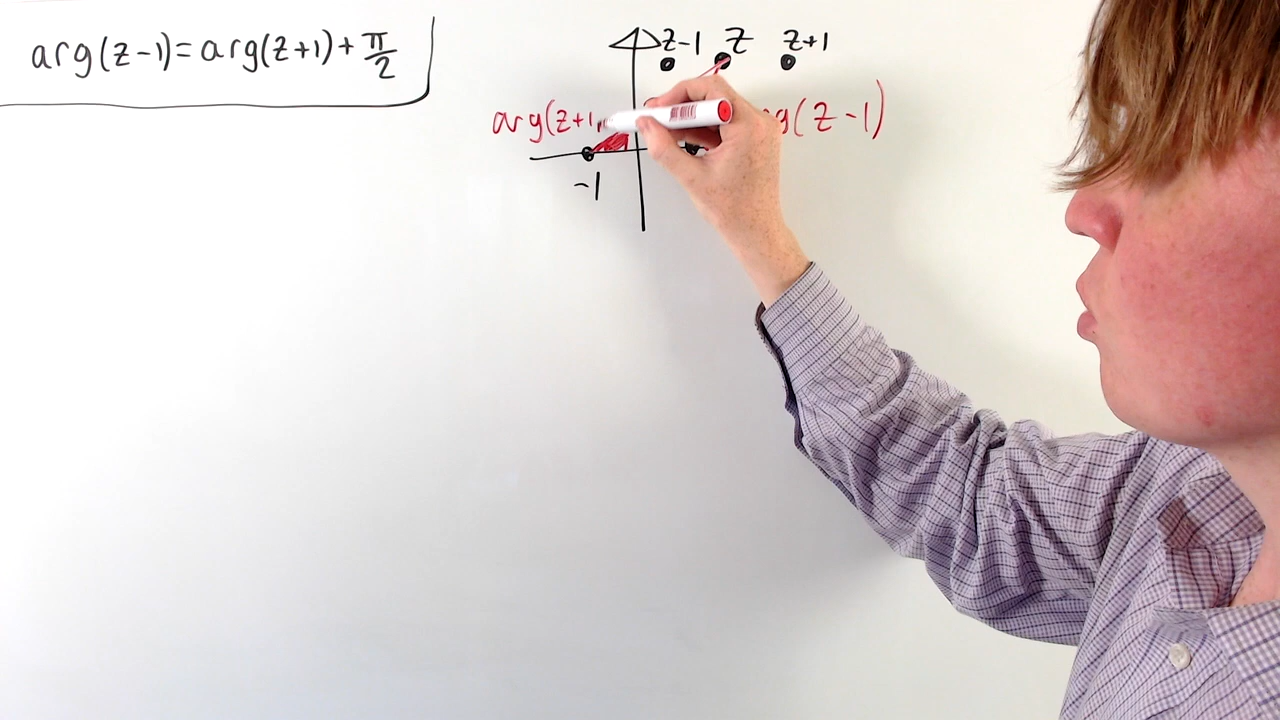 arg(z-1)=arg(z+1)+π/2
z-1 z z+1
arg(z+1 g(z-1)
-1